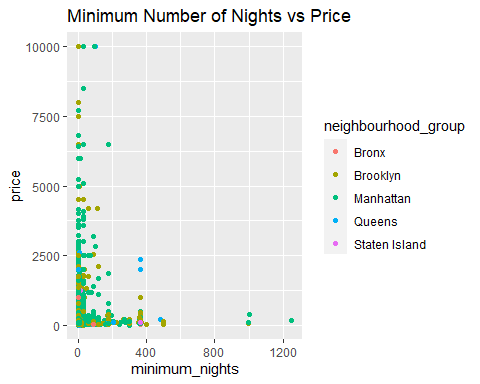 Minimum Number of Nights vs Price
10000
7500
5000
2500
0
price
0
400
800
1200
minimum_nights
neighbourhood_group
Bronx
Brooklyn
Manhattan
Queens
Staten Island